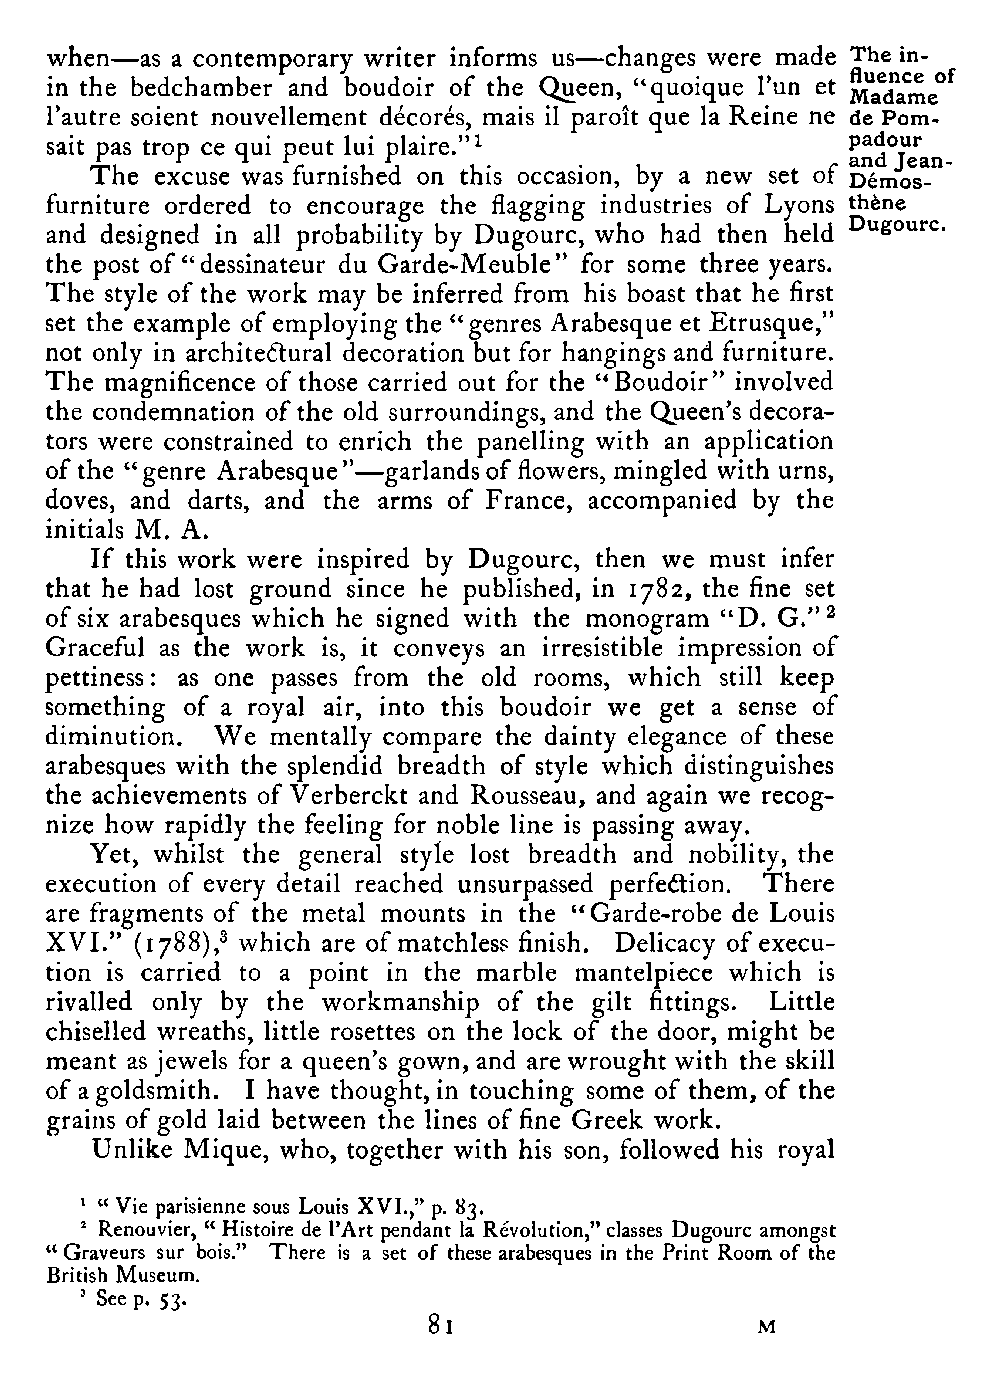 when—as a contemporary writer informs us—changes were made
in the bedchamber and boudoir of the Queen, “quoique l’un et
l’autre soient nouvellement décorés, mais il paroît que la Reine ne
sait pas trop ce qui peut lui plaire.”¹
The excuse was furnished on this occasion, by a new set of
furniture ordered to encourage the flagging industries of Lyons
and designed in all probability by Dugourc, who had then held
the post of “dessinateur du Garde-Meuble” for some three years.
The style of the work may be inferred from his boast that he first
set the example of employing the “genres Arabesque et Etrusque,”
not only in architectural decoration but for hangings and furniture.
The magnificence of those carried out for the “Boudoir” involved
the condemnation of the old surroundings, and the Queen’s decora-
tors were constrained to enrich the panelling with an application
of the “genre Arabesque”—garlands of flowers, mingled with urns,
doves, and darts, and the arms of France, accompanied by the
initials M. A.
If this work were inspired by Dugourc, then we must infer
that he had lost ground since he published, in 1782, the fine set
of six arabesques which he signed with the monogram “D. G.”²
Graceful as the work is, it conveys an irresistible impression of
pettiness: as one passes from the old rooms, which still keep
something of a royal air, into this boudoir we get a sense of
diminution. We mentally compare the dainty elegance of these
arabesques with the splendid breadth of style which distinguishes
the achievements of Verberckt and Rousseau, and again we recog-
nize how rapidly the feeling for noble line is passing away.
Yet, whilst the general style lost breadth and nobility, the
execution of every detail reached unsurpassed perfection. There
are fragments of the metal mounts in the “Garde-robe de Louis
XVI.” (1788),³ which are of matchless finish. Delicacy of execu-
tion is carried to a point in the marble mantelpiece which is
rivalled only by the workmanship of the gilt fittings. Little
chiselled wreaths, little rosettes on the lock of the door, might be
meant as jewels for a queen’s gown, and are wrought with the skill
of a goldsmith. I have thought, in touching some of them, of the
grains of gold laid between the lines of fine Greek work.
Unlike Mique, who, together with his son, followed his royal
The in-
fluence of
Madame
de Pom-
padour
and Jean-
Démos-
thène
Dugourc.
¹ “Vie parisienne sous Louis XVI.,” p. 83.
² Renouvier, “Histoire de l’Art pendant la Révolution,” classes Dugourc amongst
“Graveurs sur bois.” There is a set of these arabesques in the Print Room of the
British Museum.
³ See p. 53.
81 M